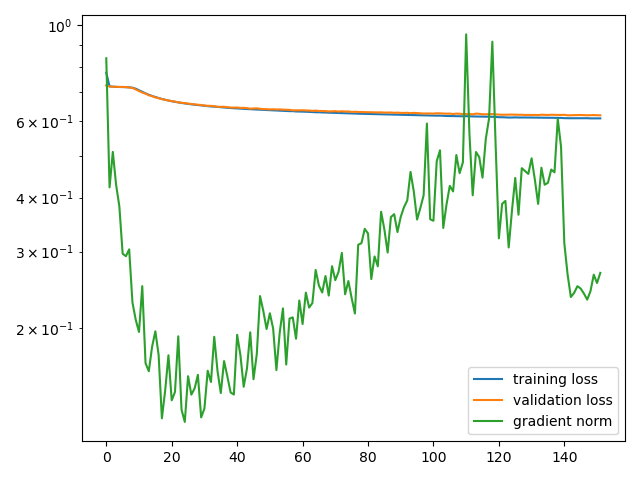 10⁰
6 × 10⁻¹
4 × 10⁻¹
3 × 10⁻¹
2 × 10⁻¹
0 20 40 60 80 100 120 140
training loss
validation loss
gradient norm